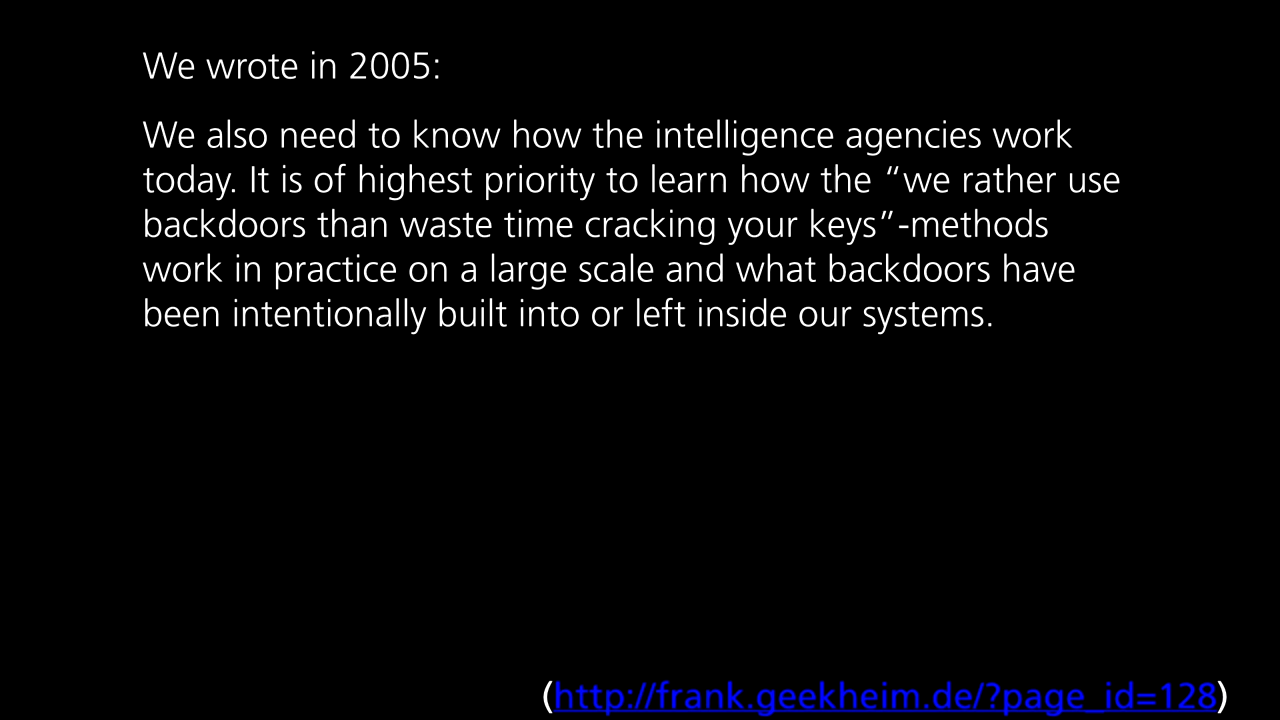 We wrote in 2005:
We also need to know how the intelligence agencies work
today. It is of highest priority to learn how the “we rather use
backdoors than waste time cracking your keys”-methods
work in practice on a large scale and what backdoors have
been intentionally built into or left inside our systems.
(http://frank.geekheim.de/?page_id=128)